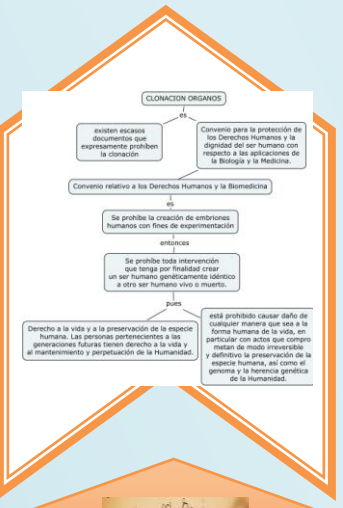 CLONACION ORGANOS
es
existen escasos
documentos que
expresamente prohíben
la clonación
Convenio para la protección de
los Derechos Humanos y la
dignidad del ser humano con
respecto a las aplicaciones de
la Biología y la Medicina.
Convenio relativo a los Derechos Humanos y la Biomedicina
es
Se prohíbe la creación de embriones
humanos con fines de experimentación
entonces
Se prohíbe toda intervención
que tenga por finalidad crear
un ser humano genéticamente idéntico
a otro ser humano vivo o muerto.
pues
Derecho a la vida y a la preservación de la especie
humana. Las personas pertenecientes a las
generaciones futuras tienen derecho a la vida y
al mantenimiento y perpetuación de la Humanidad.
está prohibido causar daño de
cualquier manera que sea a la
forma humana de la vida, en
particular con actos que compro
metan de modo irreversible
y definitivo la preservación de la
especie humana, así como el
genoma y la herencia genética
de la Humanidad.